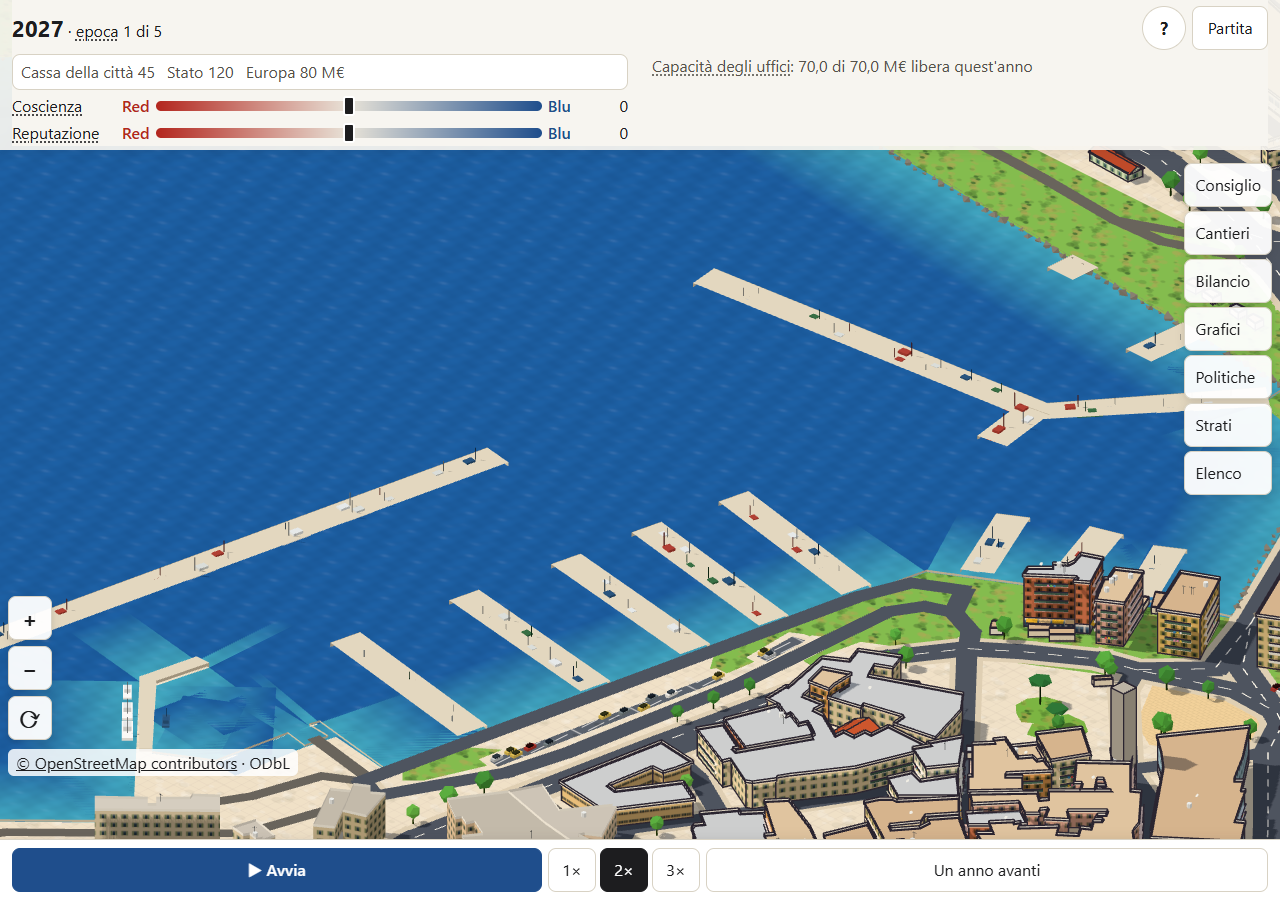 2027 · epoca 1 di 5
?
Partita
Cassa della città 45 Stato 120 Europa 80 M€
Capacità degli uffici: 70,0 di 70,0 M€ libera quest'anno
Coscienza Red Blu 0
Reputazione Red Blu 0
Consiglio
Cantieri
Bilancio
Grafici
Politiche
Strati
Elenco
+
−
© OpenStreetMap contributors · ODbL
▶ Avvia
1×
2×
3×
Un anno avanti